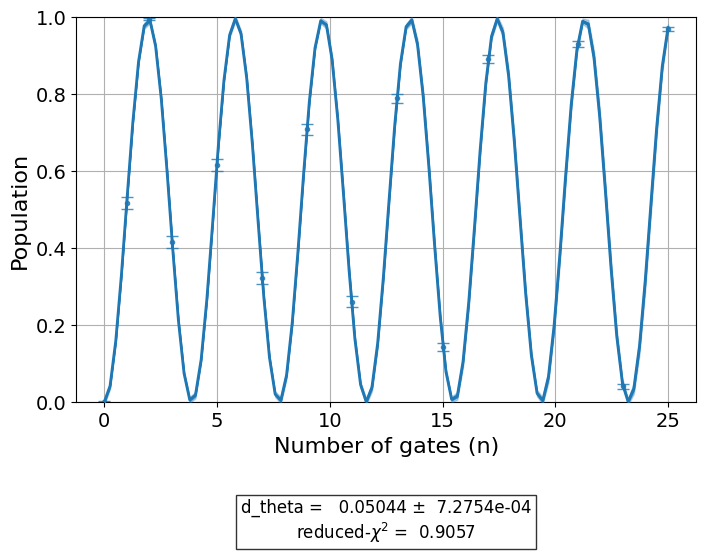 1.0
0.8
0.6
0.4
0.2
0.0
Population
0 5 10 15 20 25
Number of gates (n)
d_theta = 0.05044 ± 7.2754e-04
reduced-χ² = 0.9057